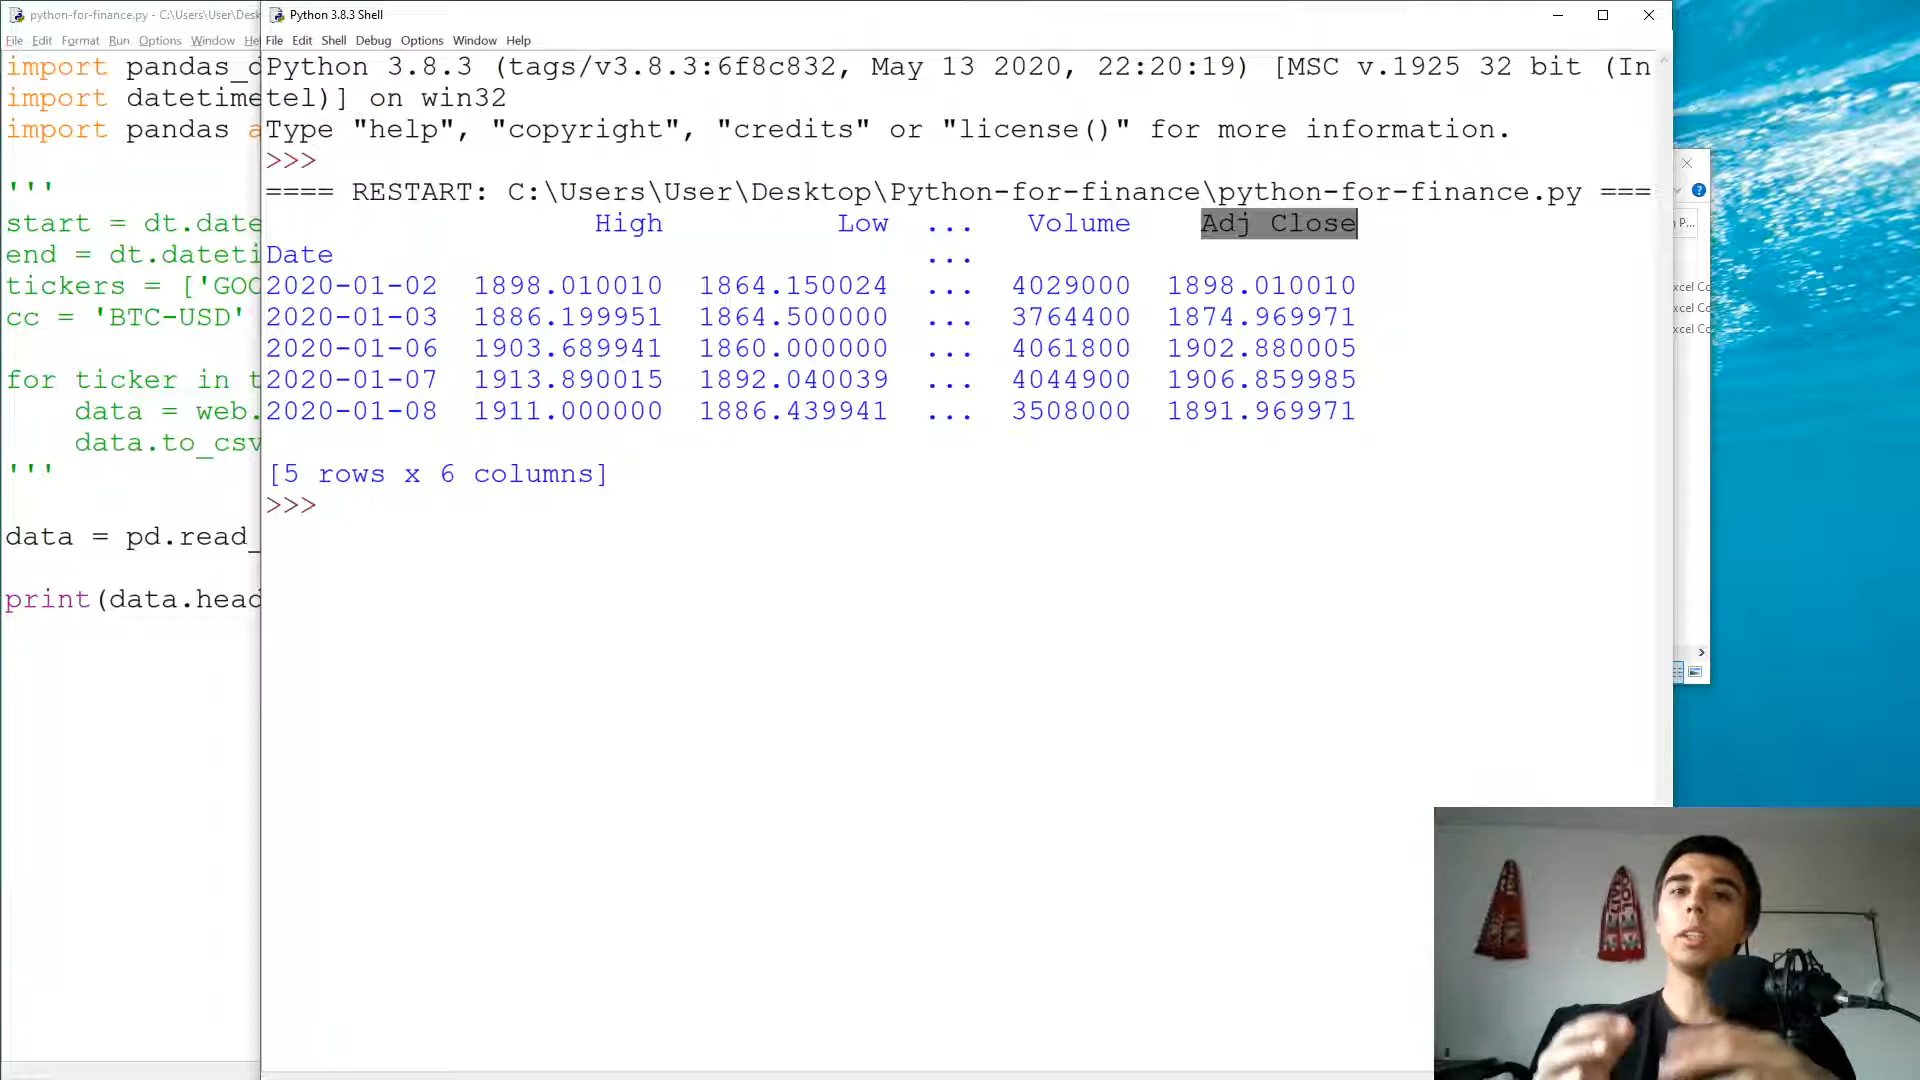 python-for-finance.py - C:\Users\User\Desk
File Edit Format Run Options Window He
import pandas_d
import datetime
import pandas a
'''
start = dt.date
end = dt.dateti
tickers = ['GOO
cc = 'BTC-USD'
for ticker in t
data = web.
data.to_csv
'''
data = pd.read_
print(data.head
Python 3.8.3 Shell
File Edit Shell Debug Options Window Help
Python 3.8.3 (tags/v3.8.3:6f8c832, May 13 2020, 22:20:19) [MSC v.1925 32 bit (In
tel)] on win32
Type "help", "copyright", "credits" or "license()" for more information.
>>>
==== RESTART: C:\Users\User\Desktop\Python-for-finance\python-for-finance.py ====
High Low ... Volume Adj Close
Date ...
2020-01-02 1898.010010 1864.150024 ... 4029000 1898.010010
2020-01-03 1886.199951 1864.500000 ... 3764400 1874.969971
2020-01-06 1903.689941 1860.000000 ... 4061800 1902.880005
2020-01-07 1913.890015 1892.040039 ... 4044900 1906.859985
2020-01-08 1911.000000 1886.439941 ... 3508000 1891.969971
[5 rows x 6 columns]
>>>
P...
xcel Co
xcel Co
xcel Co